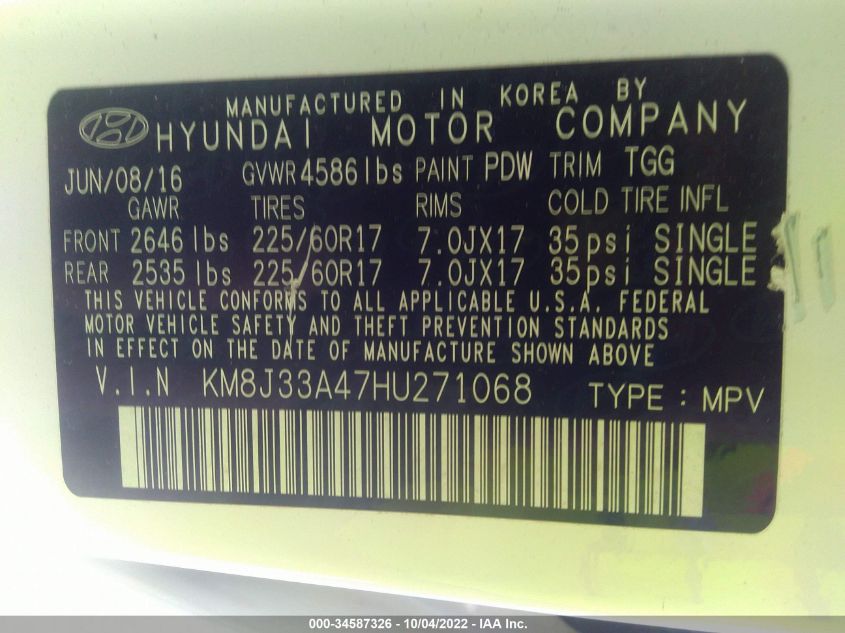 MANUFACTURED IN KOREA BY
HYUNDAI MOTOR COMPANY
JUN/08/16 GVWR 4586lbs PAINT PDW TRIM TGG
GAWR TIRES RIMS COLD TIRE INFL
FRONT 2646 lbs 225/60R17 7.0JX17 35psi SINGLE
REAR 2535 lbs 225/60R17 7.0JX17 35psi SINGLE
THIS VEHICLE CONFORMS TO ALL APPLICABLE U.S.A. FEDERAL
MOTOR VEHICLE SAFETY AND THEFT PREVENTION STANDARDS
IN EFFECT ON THE DATE OF MANUFACTURE SHOWN ABOVE
V.I.N KM8J33A47HU271068 TYPE : MPV
000-34587326 - 10/04/2022 - IAA Inc.